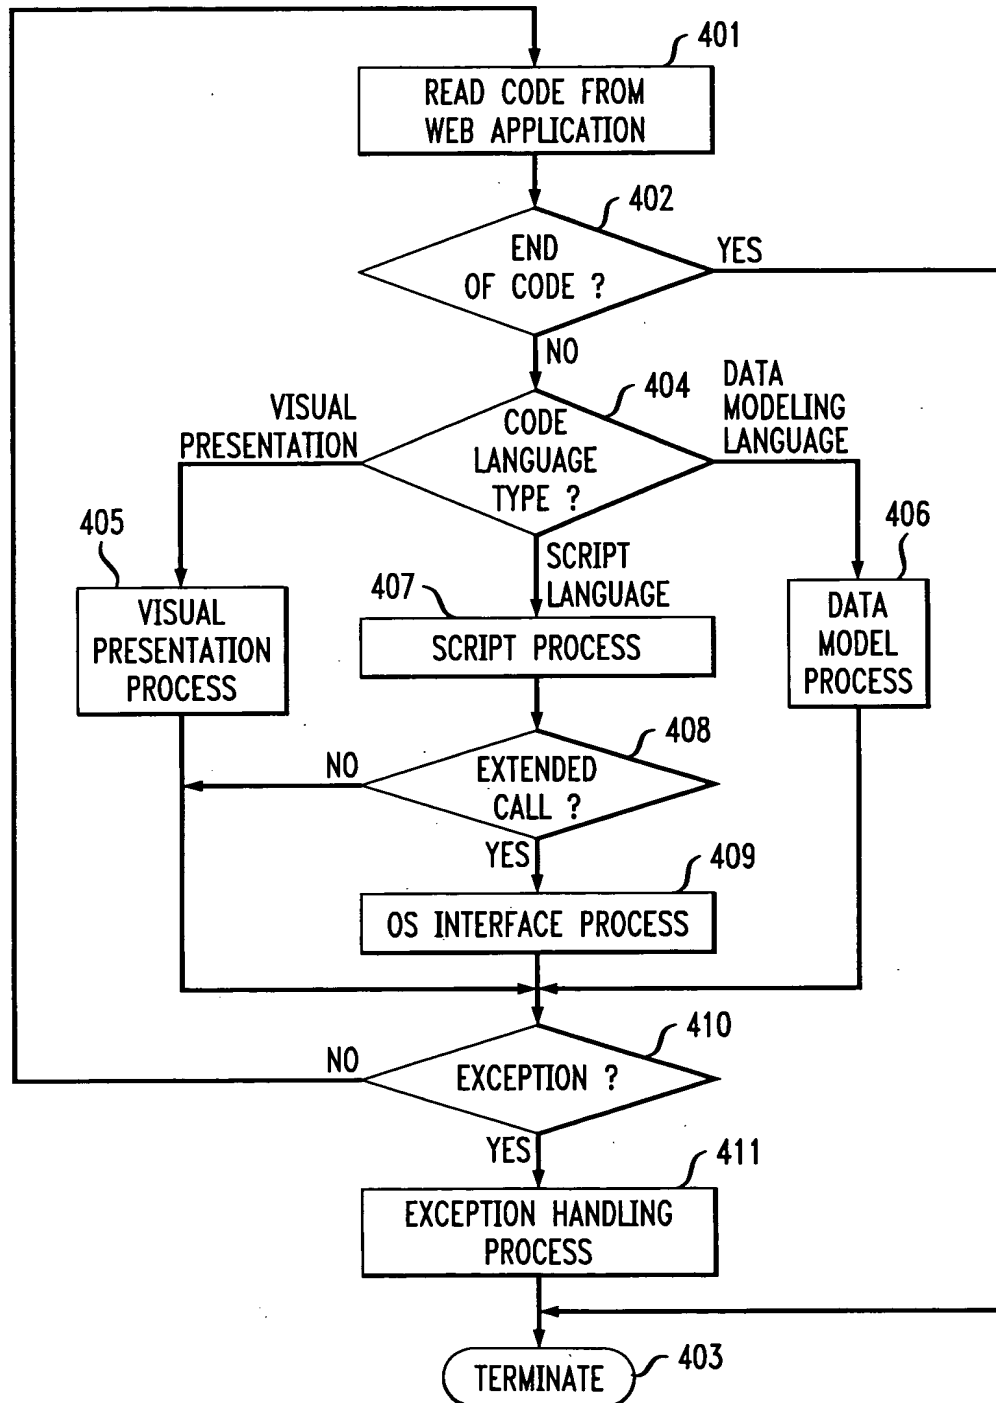 401
READ CODE FROM
WEB APPLICATION
402
END
OF CODE ?
YES
NO
404
CODE
LANGUAGE
TYPE ?
VISUAL
PRESENTATION
DATA
MODELING
LANGUAGE
405
VISUAL
PRESENTATION
PROCESS
SCRIPT
LANGUAGE
407
SCRIPT PROCESS
406
DATA
MODEL
PROCESS
408
EXTENDED
CALL ?
NO
YES
409
OS INTERFACE PROCESS
410
EXCEPTION ?
NO
YES
411
EXCEPTION HANDLING
PROCESS
403
TERMINATE